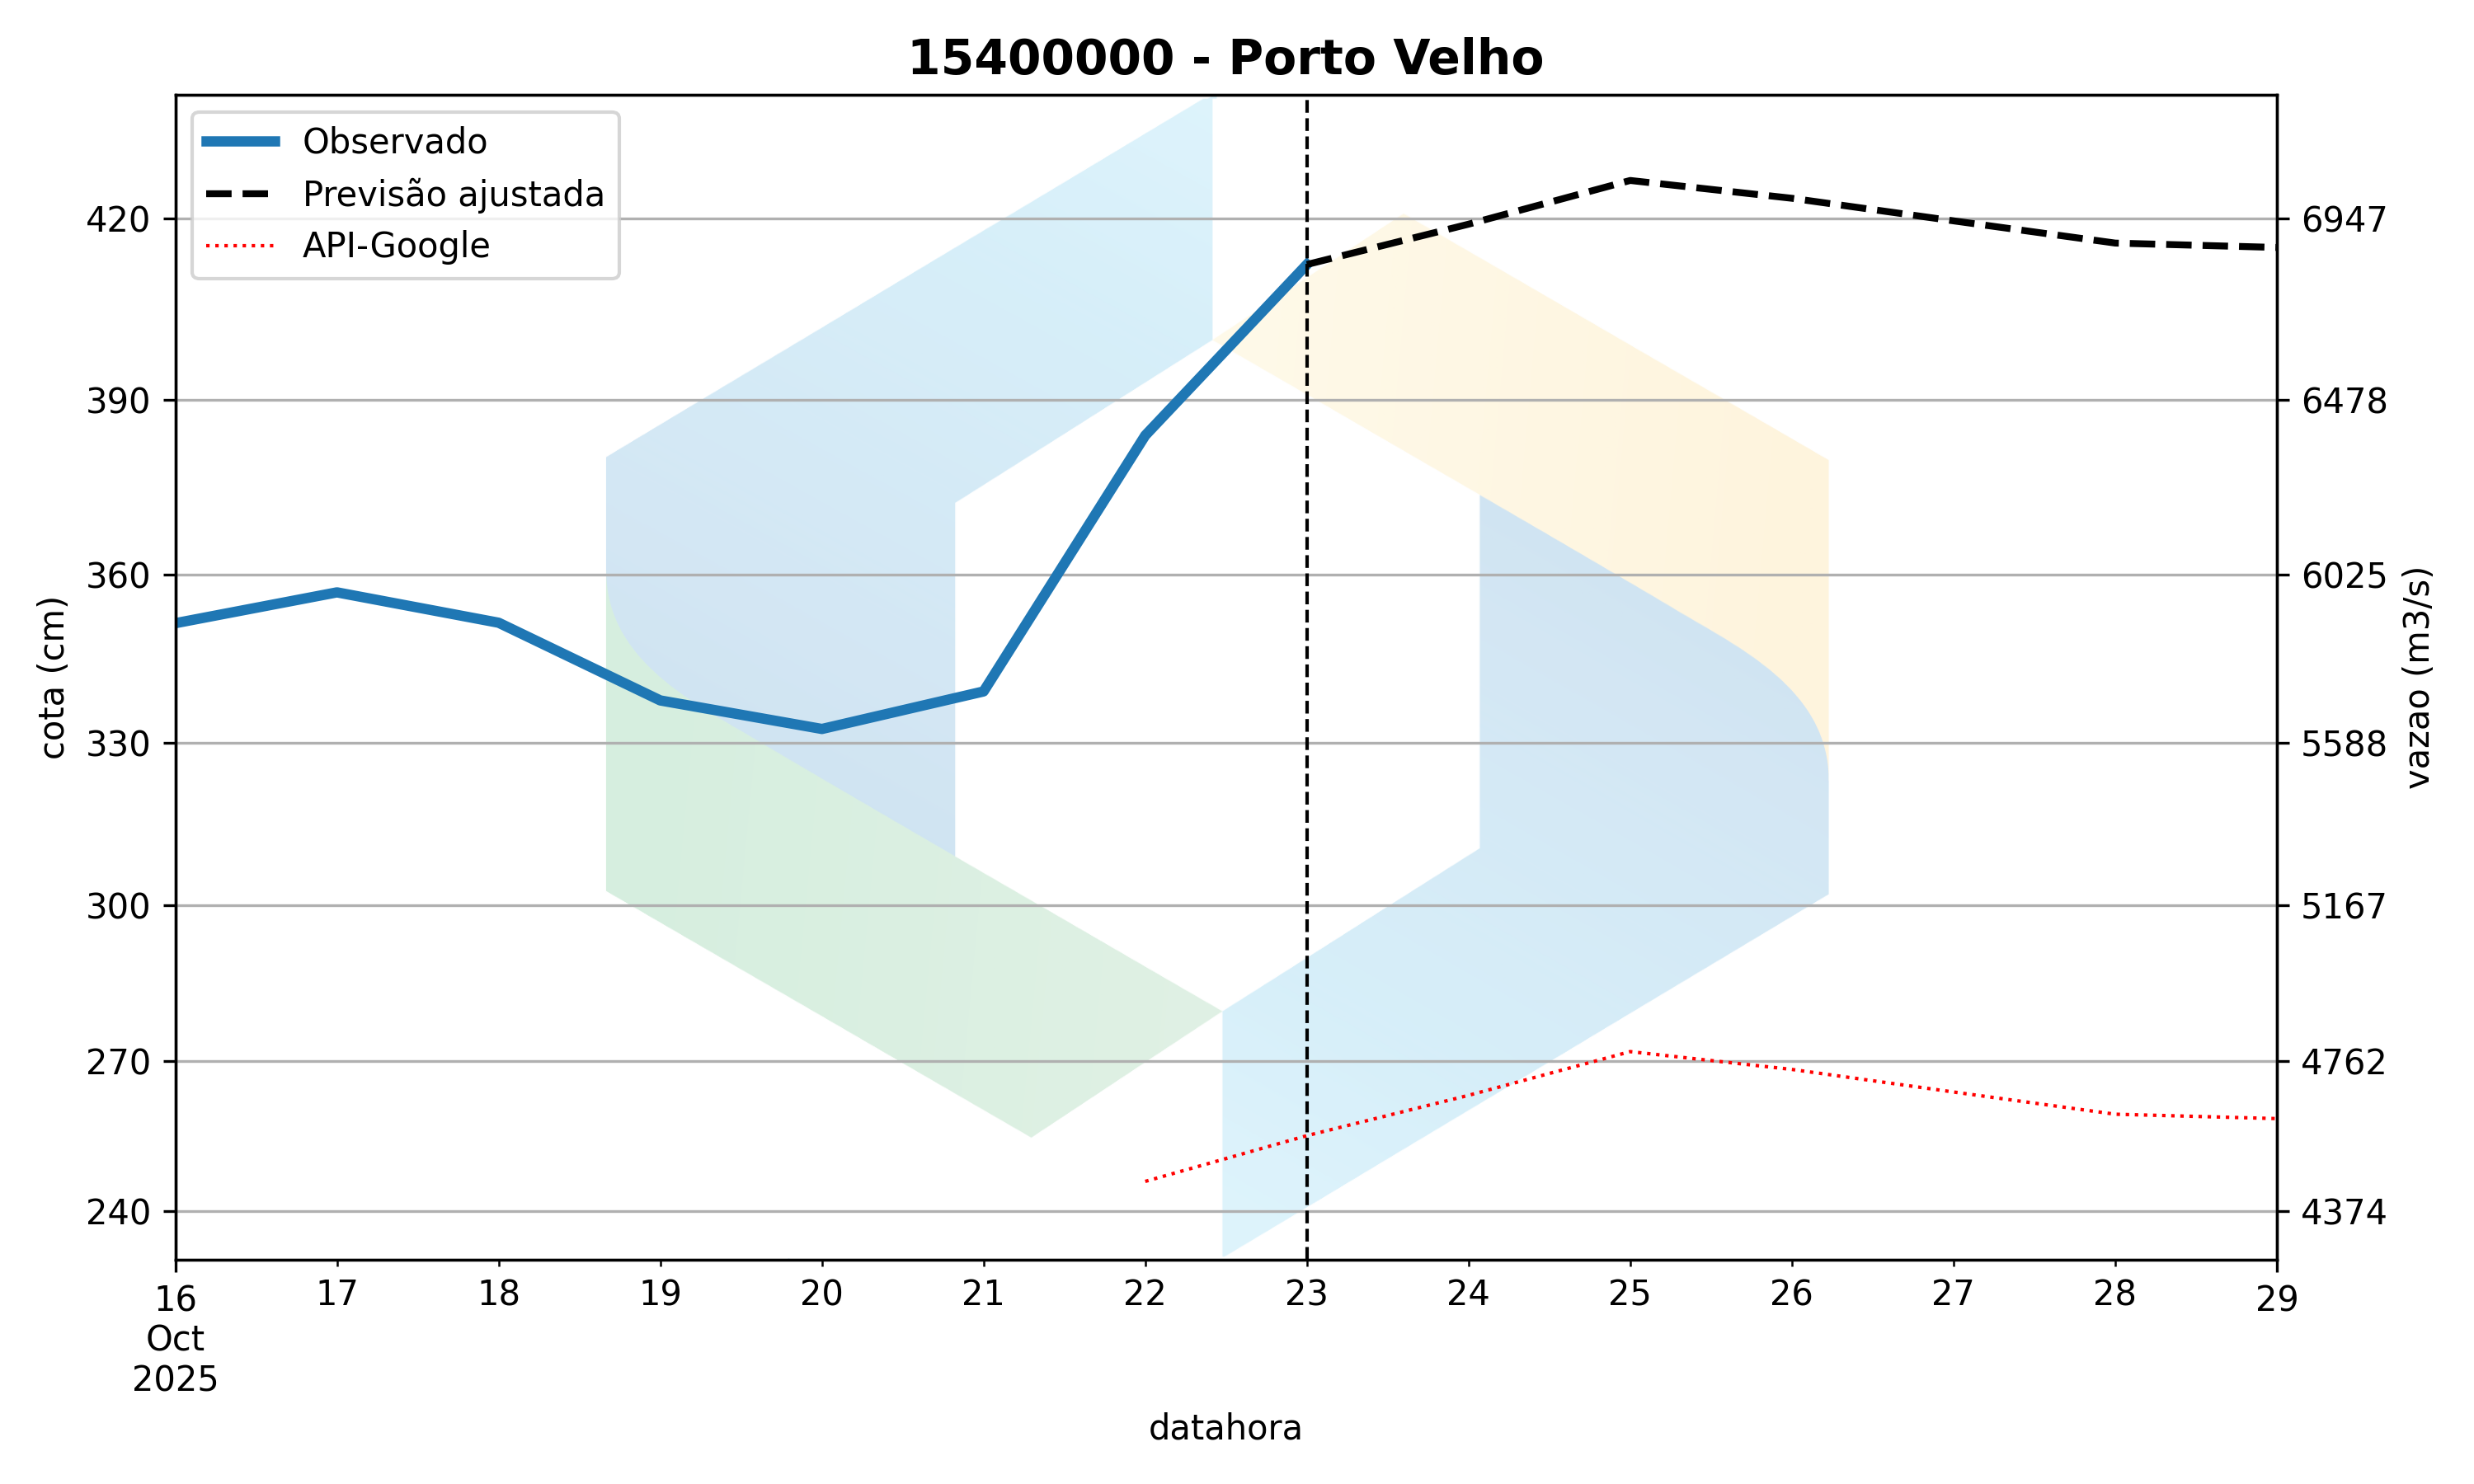 15400000 - Porto Velho
Observado
Previsão ajustada
API-Google
420
390
360
330
300
270
240
cota (cm)
6947
6478
6025
5588
5167
4762
4374
vazao (m3/s)
16 17 18 19 20 21 22 23 24 25 26 27 28 29
Oct
2025
datahora